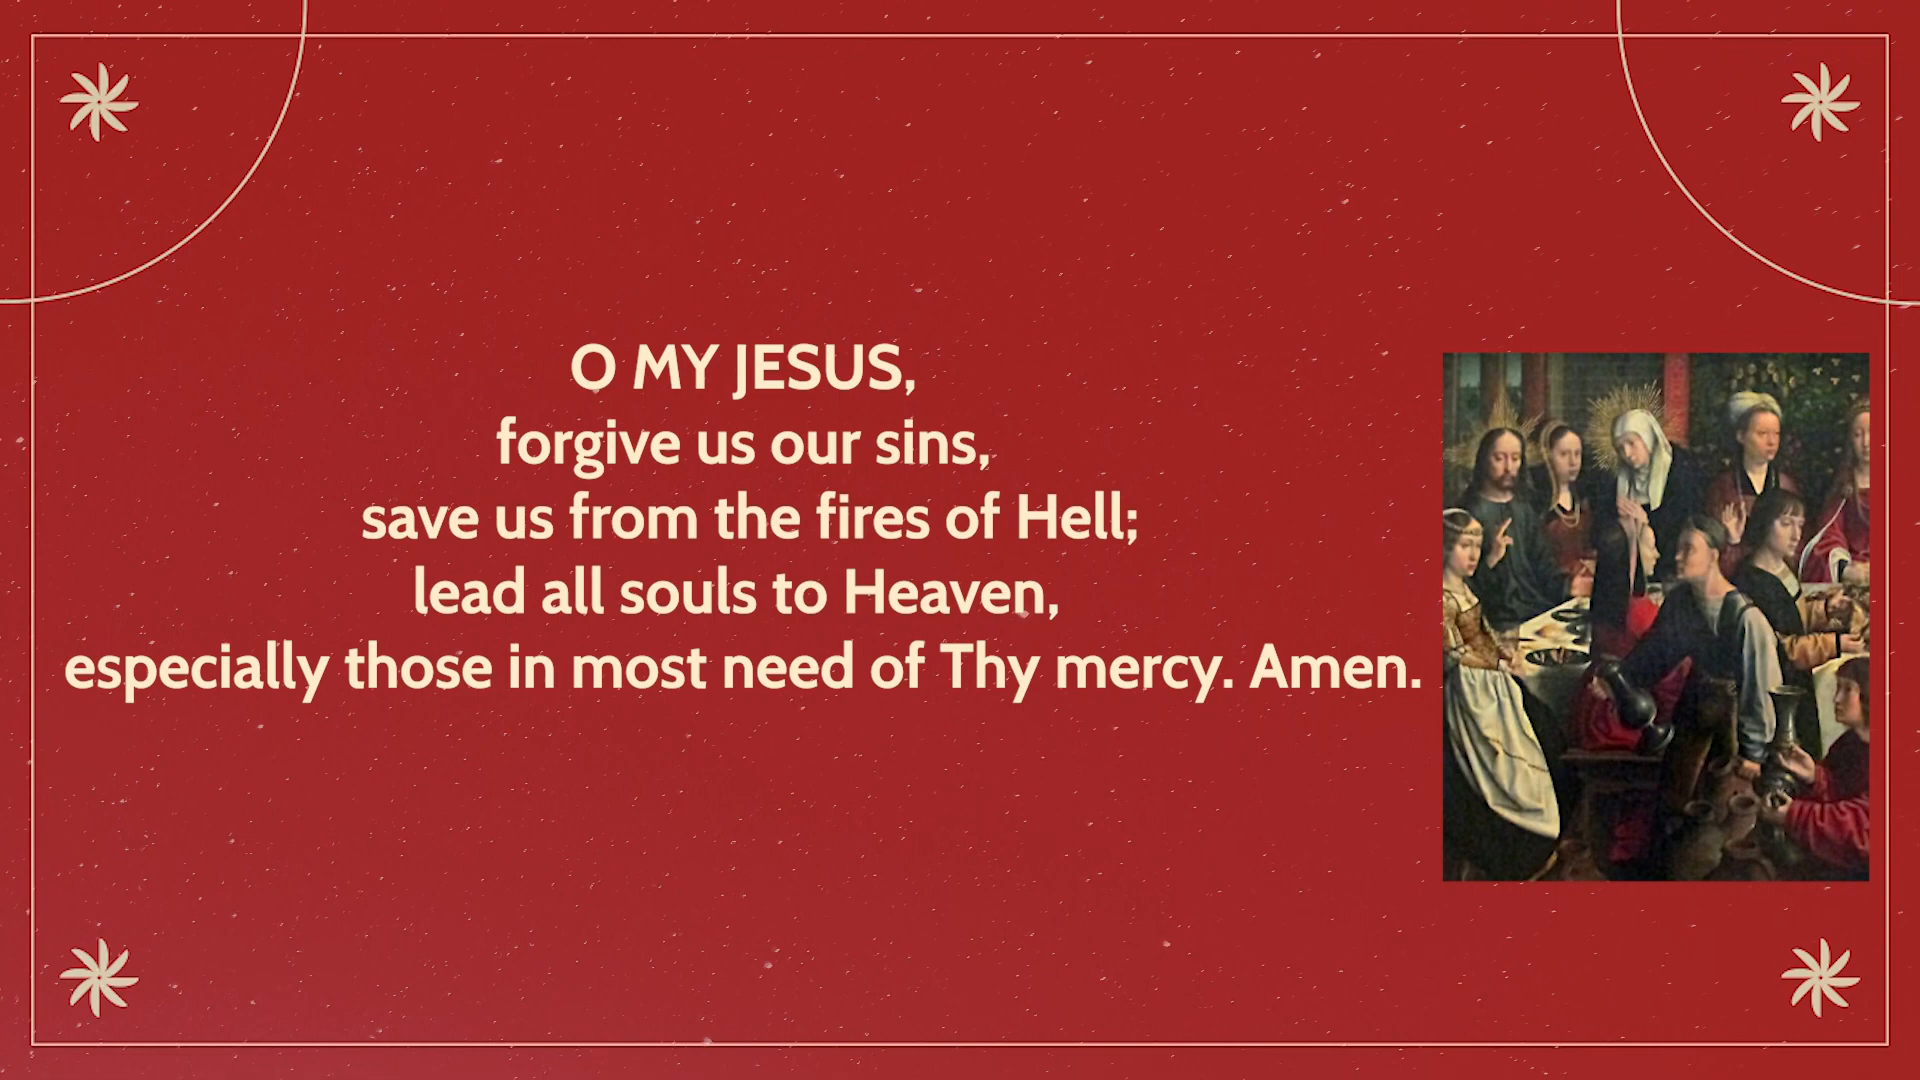 O MY JESUS,
forgive us our sins,
save us from the fires of Hell;
lead all souls to Heaven,
especially those in most need of Thy mercy. Amen.